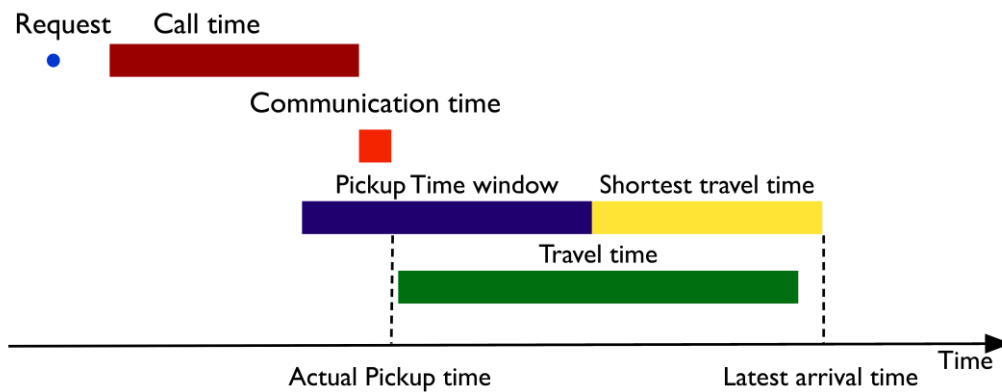 Request
Call time
Communication time
Pickup Time window
Shortest travel time
Travel time
Time
Actual Pickup time
Latest arrival time